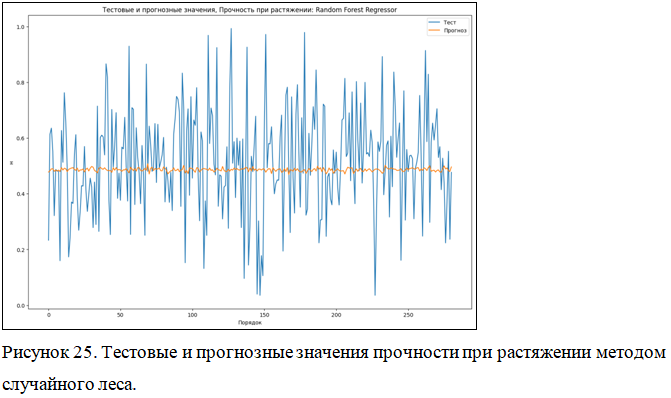 Тестовые и прогнозные значения, Прочность при растяжении: Random Forest Regressor
Тест
Прогноз
1.0
0.8
0.6
0.4
0.2
0.0
0
50
100
150
200
250
Порядок
Рисунок 25. Тестовые и прогнозные значения прочности при растяжении методом
случайного леса.